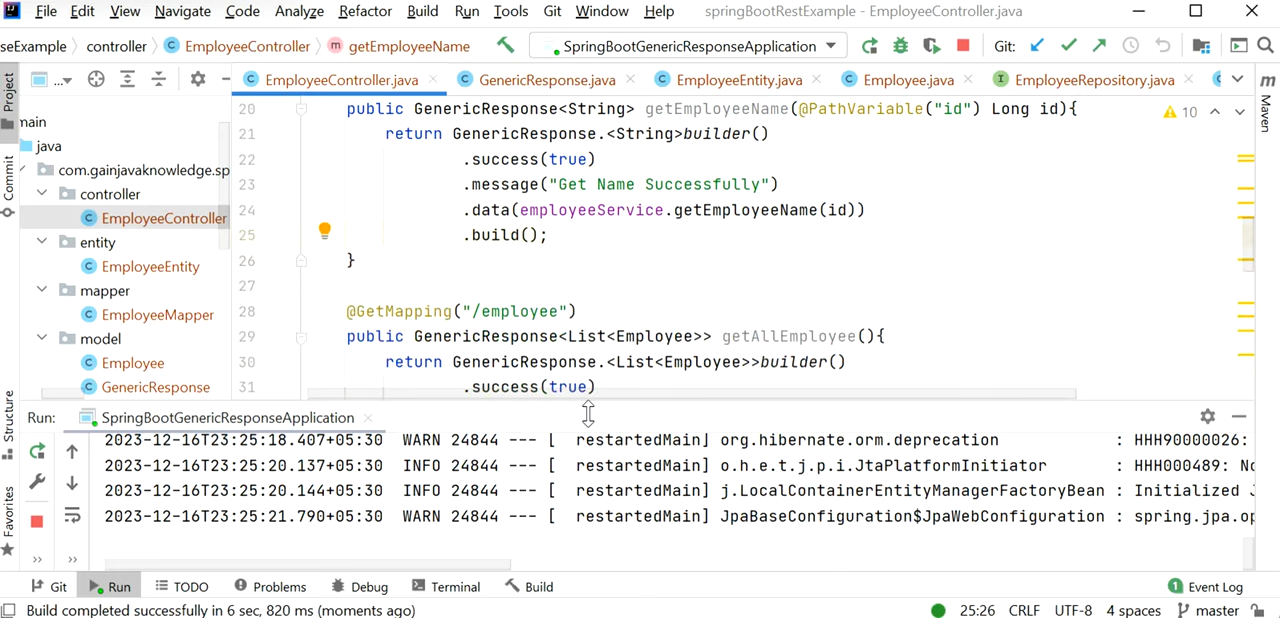 File Edit View Navigate Code Analyze Refactor Build Run Tools Git Window Help springBootRestExample - EmployeeController.java
seExample controller EmployeeController getEmployeeName SpringBootGenericResponseApplication Git:
Project
... EmployeeController.java GenericResponse.java EmployeeEntity.java Employee.java EmployeeRepository.java
Maven
main
java
com.gainjavaknowledge.sp
controller
EmployeeController
entity
EmployeeEntity
mapper
EmployeeMapper
model
Employee
GenericResponse
Commit
Structure
Favorites
10
20 public GenericResponse<String> getEmployeeName(@PathVariable("id") Long id){
21 return GenericResponse.<String>builder()
22 .success(true)
23 .message("Get Name Successfully")
24 .data(employeeService.getEmployeeName(id))
25 .build();
26 }
27
28 @GetMapping("/employee")
29 public GenericResponse<List<Employee>> getAllEmployee(){
30 return GenericResponse.<List<Employee>>builder()
31 .success(true)
Run: SpringBootGenericResponseApplication
2023-12-16T23:25:18.407+05:30 WARN 24844 --- [ restartedMain] org.hibernate.orm.deprecation : HHH90000026:
2023-12-16T23:25:20.137+05:30 INFO 24844 --- [ restartedMain] o.h.e.t.j.p.i.JtaPlatformInitiator : HHH000489: No
2023-12-16T23:25:20.144+05:30 INFO 24844 --- [ restartedMain] j.LocalContainerEntityManagerFactoryBean : Initialized J
2023-12-16T23:25:21.790+05:30 WARN 24844 --- [ restartedMain] JpaBaseConfiguration$JpaWebConfiguration : spring.jpa.op
Git Run TODO Problems Debug Terminal Build 1 Event Log
Build completed successfully in 6 sec, 820 ms (moments ago) 25:26 CRLF UTF-8 4 spaces master